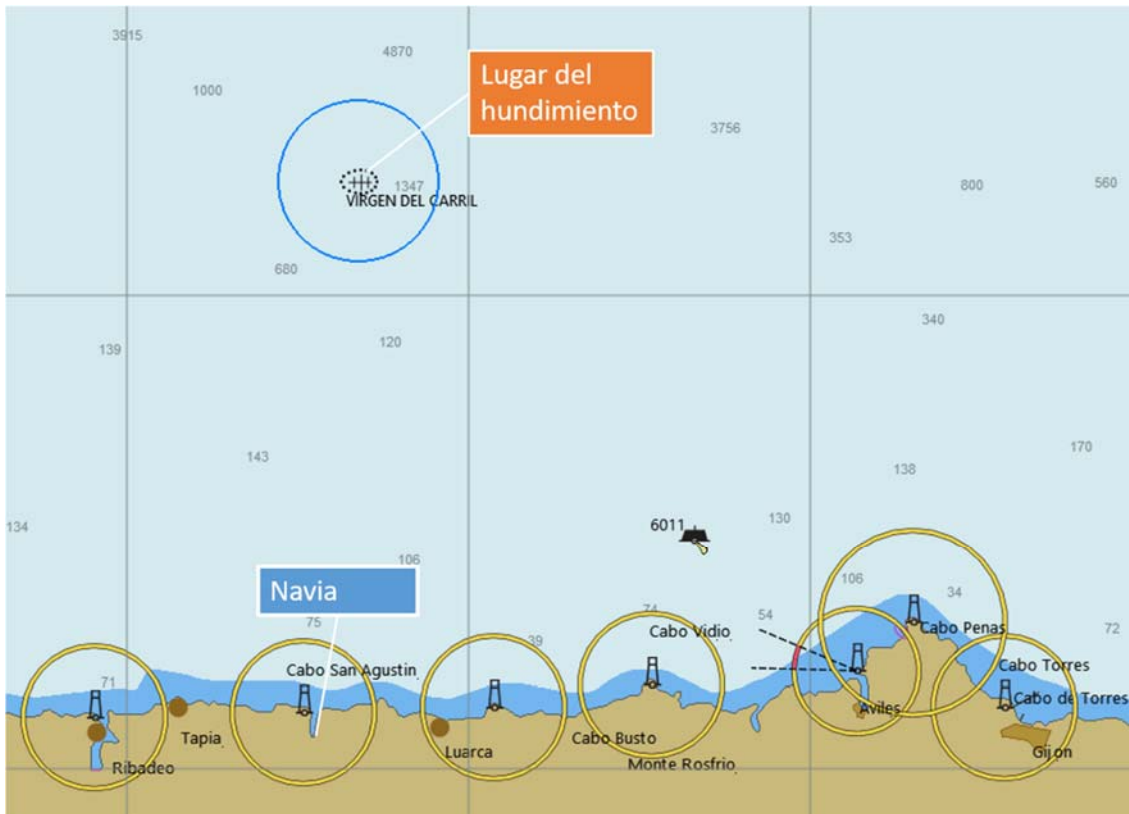 3915
4870
Lugar del
hundimiento
1000
3756
1347
VIRGEN DEL CARRIL
800
560
353
680
340
139
120
170
143
138
134
6011
130
106
Navia
106
34
75
74
54
72
39
Cabo Vidio
Cabo Penas
Cabo San Agustin
Cabo Torres
71
Cabo de Torres
Aviles
Tapia
Cabo Busto
Luarca
Gijon
Ribadeo
Monte Rosfrio